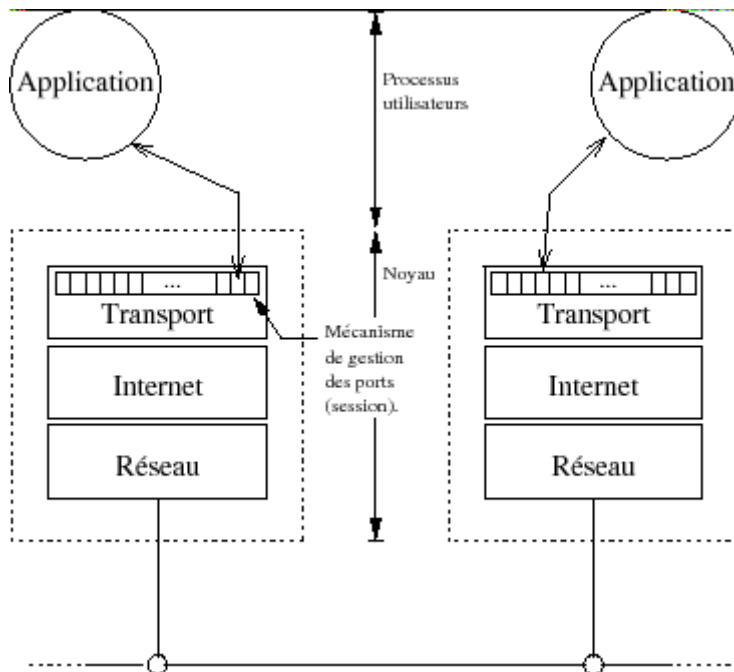 Application
Processus
utilisateurs
Application
Noyau
...
Transport
Mécanisme
de gestion
des ports
(session).
...
Transport
Internet
Internet
Réseau
Réseau